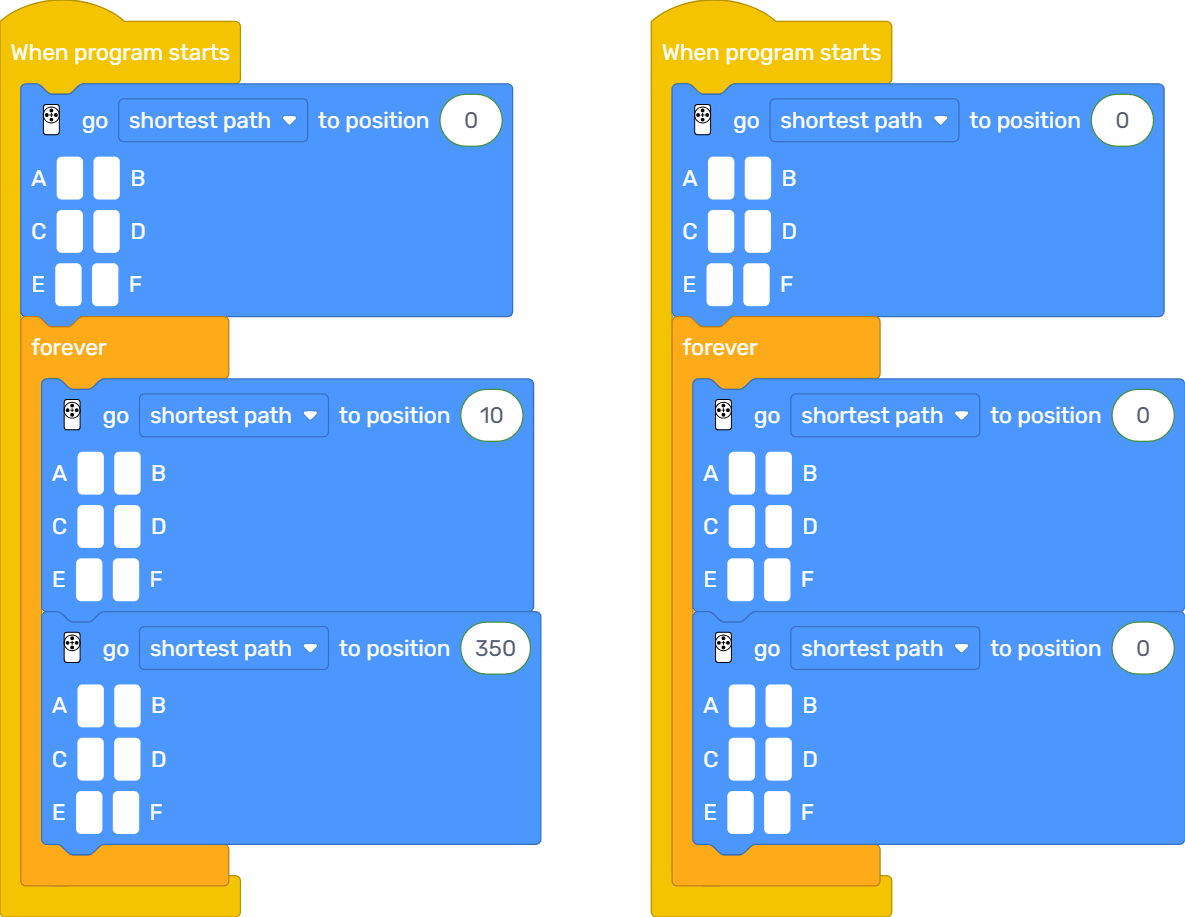 When program starts
go shortest path to position 0
A B
C D
E F
forever
go shortest path to position 10
A B
C D
E F
go shortest path to position 350
A B
C D
E F
When program starts
go shortest path to position 0
A B
C D
E F
forever
go shortest path to position 0
A B
C D
E F
go shortest path to position 0
A B
C D
E F